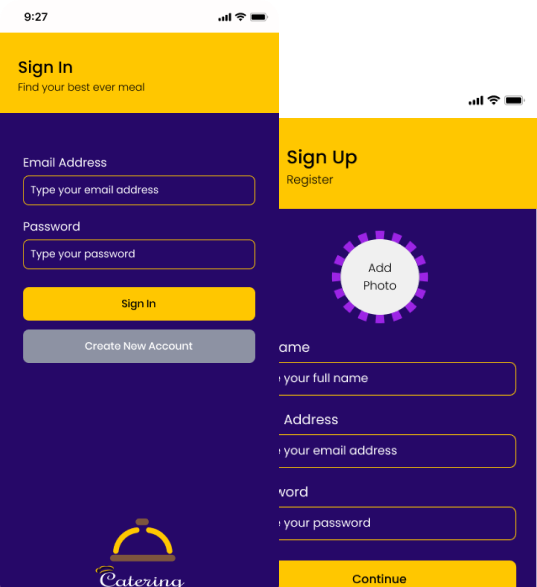 9:27
Sign In
Find your best ever meal
Email Address
Type your email address
Password
Type your password
Sign In
Create New Account
Catering
Sign Up
Register
Add
Photo
ame
your full name
Address
your email address
word
your password
Continue